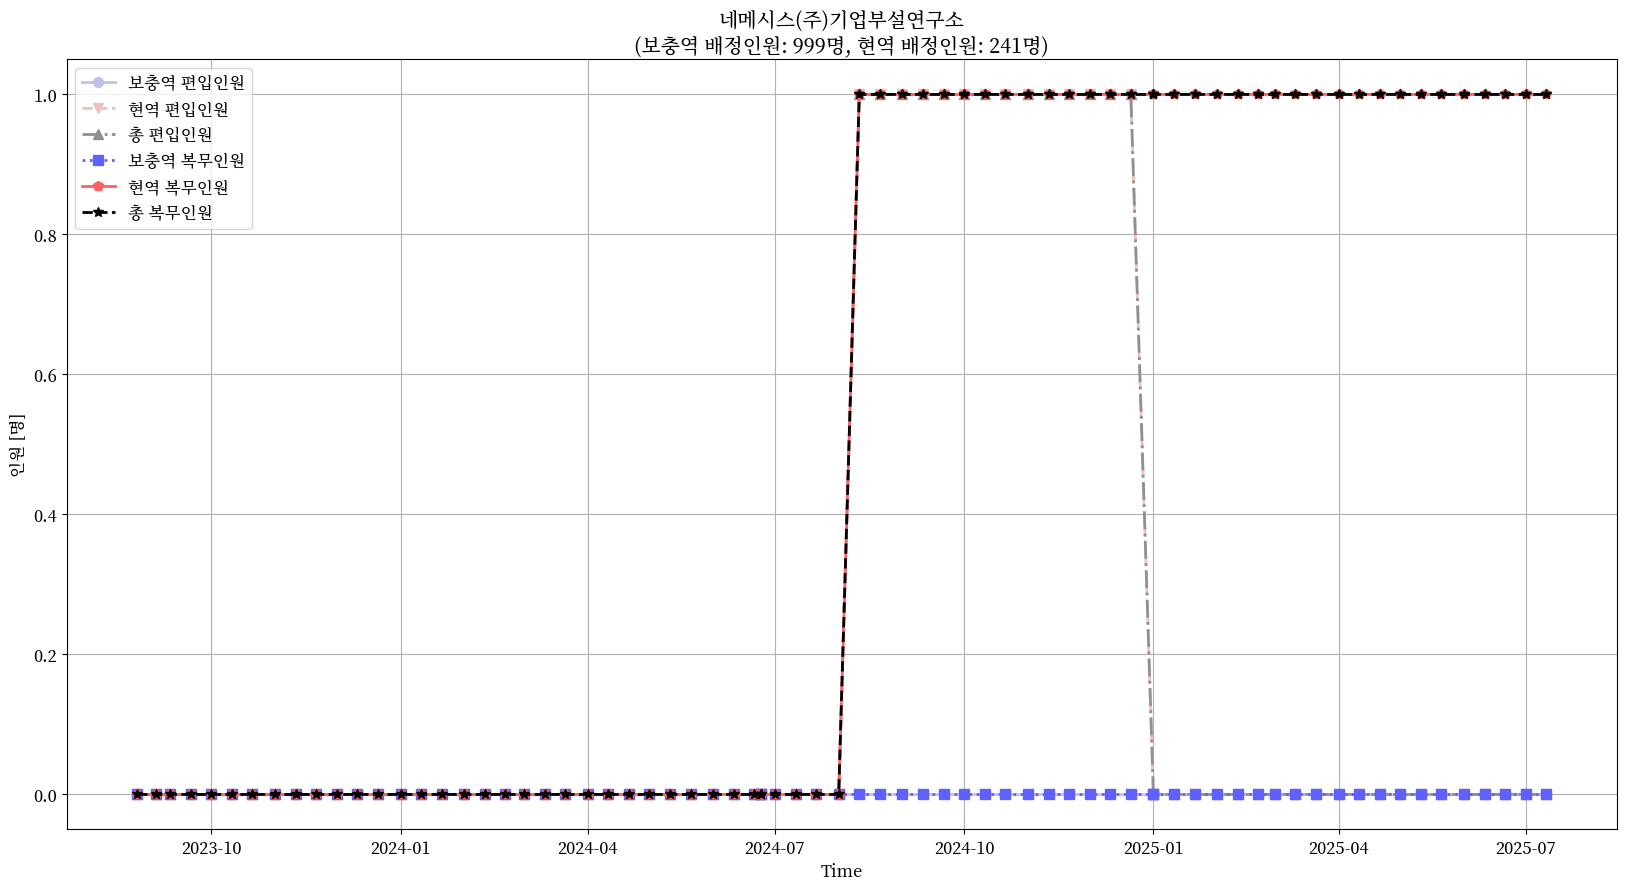 네메시스(주)기업부설연구소
(보충역 배정인원: 999명, 현역 배정인원: 241명)
보충역 편입인원
현역 편입인원
총 편입인원
보충역 복무인원
현역 복무인원
총 복무인원
1.0
0.8
0.6
0.4
0.2
0.0
인원 [명]
2023-10
2024-01
2024-04
2024-07
2024-10
2025-01
2025-04
2025-07
Time